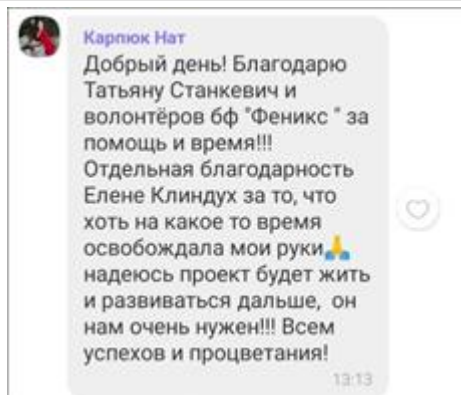 Карпюк Нат
Добрый день! Благодарю
Татьяну Станкевич и
волонтёров бф "Феникс " за
помощь и время!!!
Отдельная благодарность
Елене Клиндух за то, что
хоть на какое то время
освобождала мои руки🙏
надеюсь проект будет жить
и развиваться дальше,  он
нам очень нужен!!! Всем
успехов и процветания!
13:13